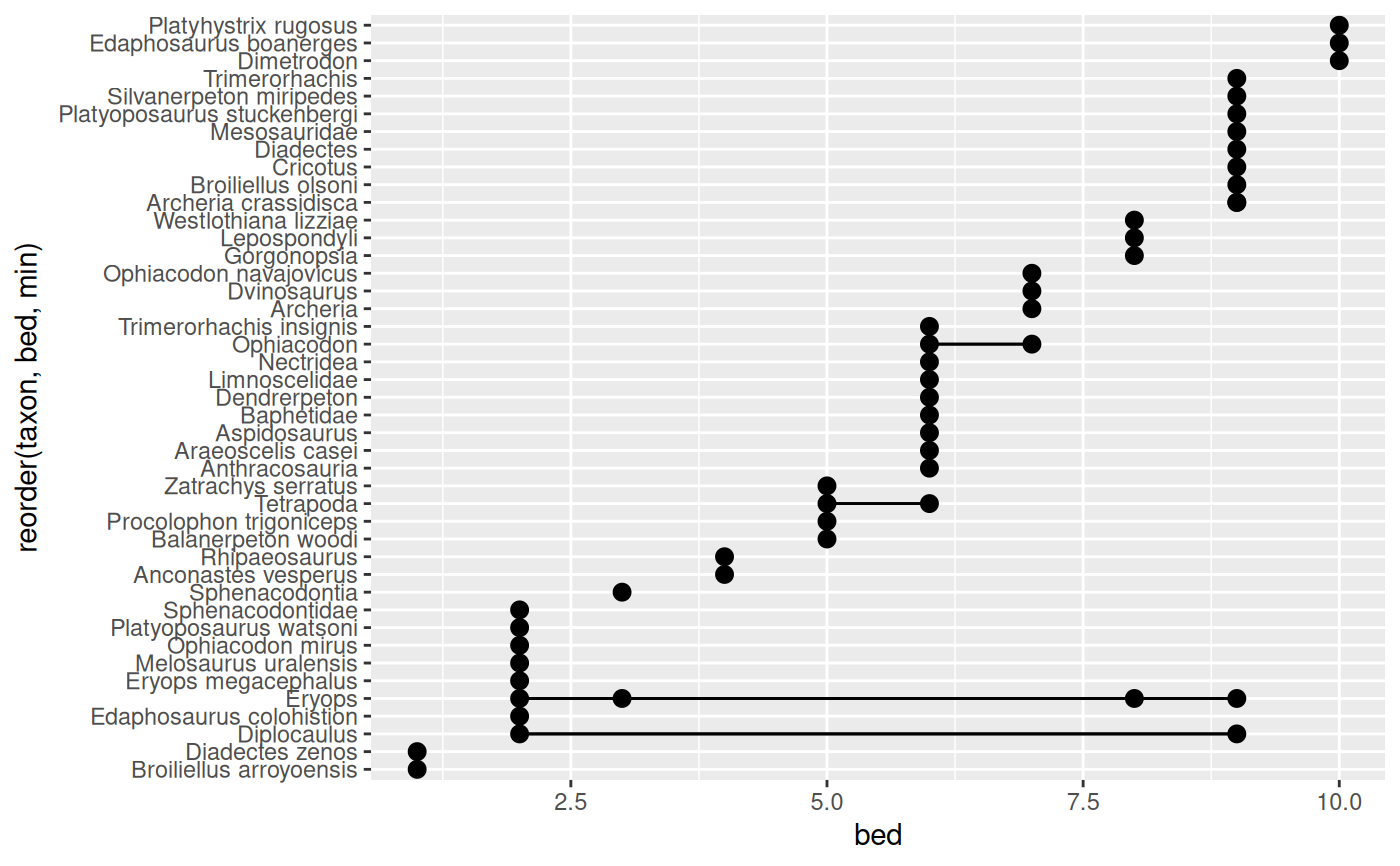 Platyhystrix rugosus
Edaphosaurus boanerges
Dimetrodon
Trimerorhachis
Silvanerpeton miripedes
Platyoposaurus stuckenbergi
Mesosauridae
Diadectes
Cricotus
Broiliellus olsoni
Archeria crassidisca
Westlothiana lizziae
Lepospondyli
Gorgonopsia
Ophiacodon navajovicus
Dvinosaurus
Archeria
Trimerorhachis insignis
Ophiacodon
Nectridea
Limnoscelidae
Dendrerpeton
Baphetidae
Aspidosaurus
Araeoscelis casei
Anthracosauria
Zatrachys serratus
Tetrapoda
Procolophon trigoniceps
Balanerpeton woodi
Rhipaeosaurus
Anconastes vesperus
Sphenacodontia
Sphenacodontidae
Platyoposaurus watsoni
Ophiacodon mirus
Melosaurus uralensis
Eryops megacephalus
Eryops
Edaphosaurus colohistion
Diplocaulus
Diadectes zenos
Broiliellus arroyoensis
reorder(taxon, bed, min)
2.5 5.0 7.5 10.0
bed